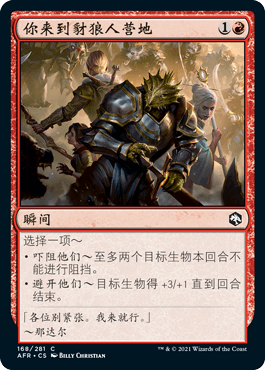 你来到豺狼人营地 1
瞬间
选择一项～
• 吓阻他们～至多两个目标生物本回合不
能进行阻挡。
• 避开他们～目标生物得 +3/+1 直到回合
结束。
「各位别紧张。我来就行。」
～那达尔
168/281 C
AFR • CS BILLY CHRISTIAN
™ & © 2021 Wizards of the Coast